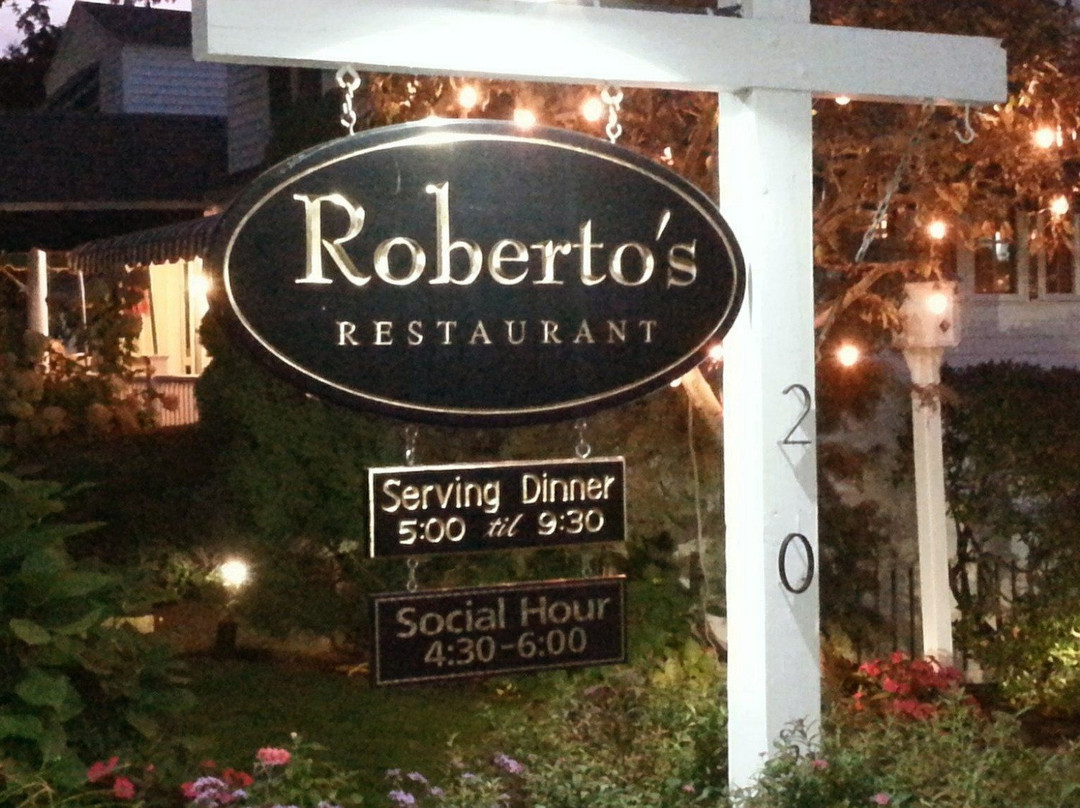 Roberto's
RESTAURANT
Serving Dinner
5:00 til 9:30
Social Hour
4:30-6:00
2
0